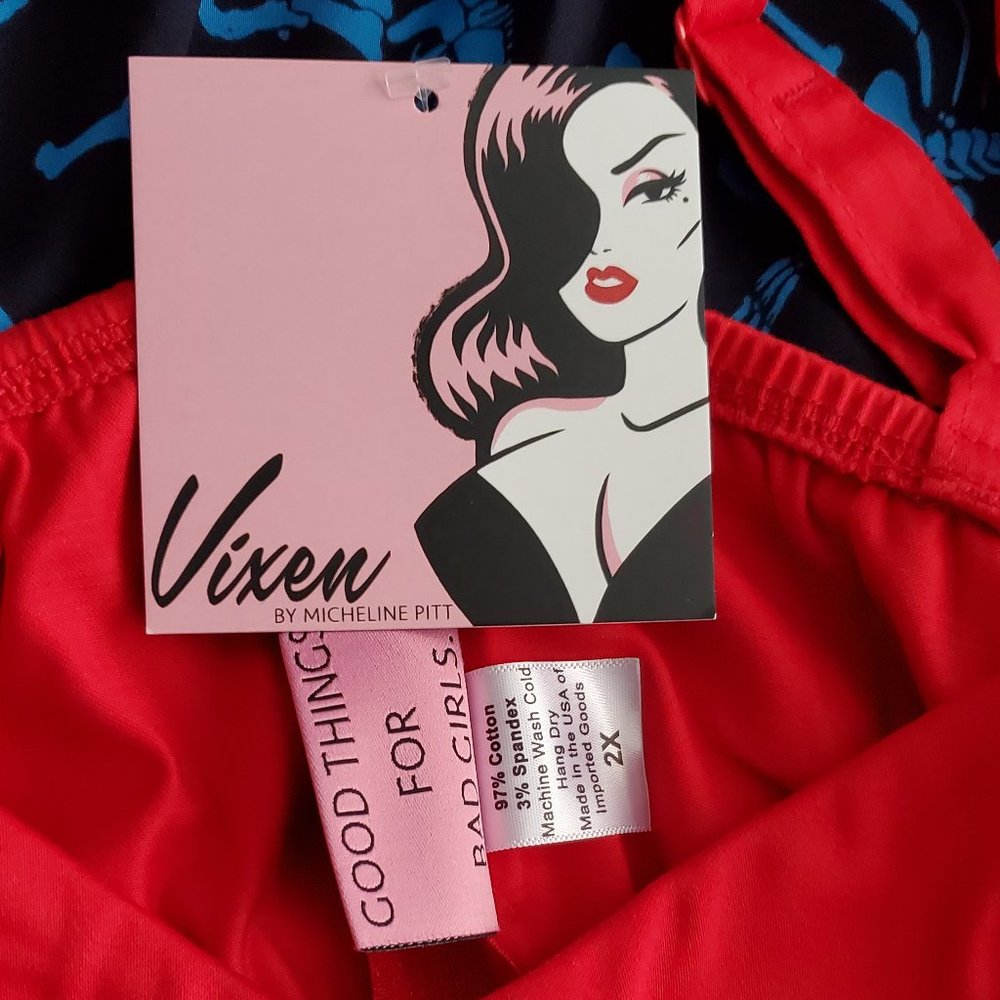 Vixen
BY MICHELINE PITT
GOOD THINGS
FOR
BAD GIRLS.
97% Cotton
3% Spandex
Machine Wash Cold
Hang Dry
Made in the USA of
Imported Goods
2X